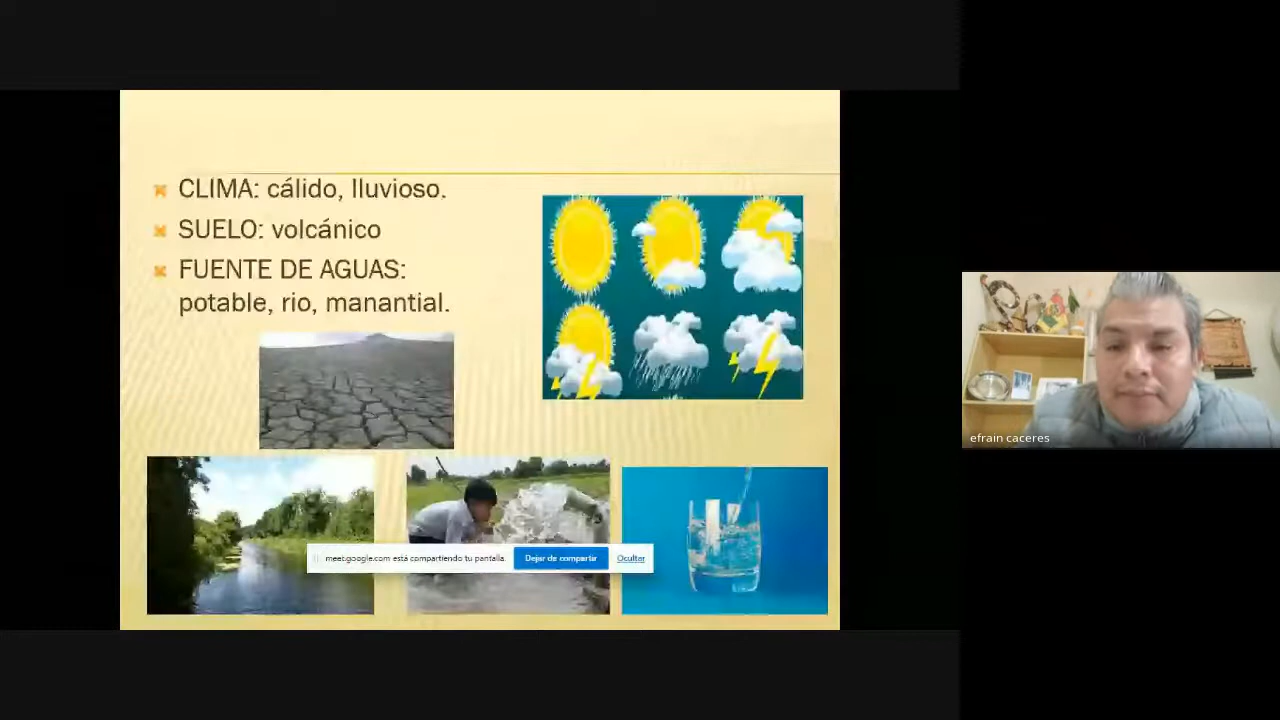 CLIMA: cálido, lluvioso.
SUELO: volcánico
FUENTE DE AGUAS:
potable, rio, manantial.
meet.google.com está compartiendo tu pantalla.
Dejar de compartir
Ocultar
efrain caceres